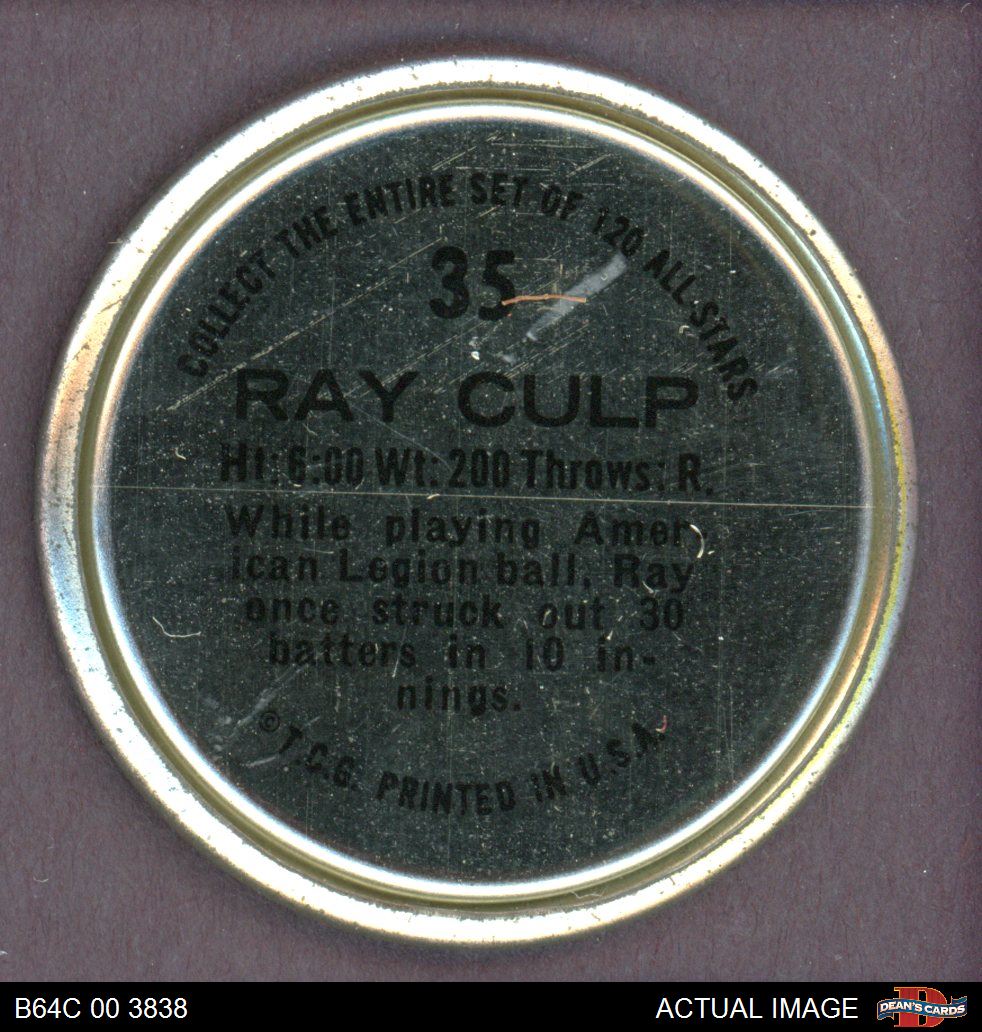 COLLECT THE ENTIRE SET OF 120 ALL-STARS
35
RAY CULP
Ht: 6:00 Wt: 200 Throws: R.
While playing Amer
ican Legion ball, Ray
once struck out 30
batters in 10 in-
nings.
© T.C.G. PRINTED IN U.S.A.
B64C 00 3838
ACTUAL IMAGE
DEAN'S CARDS